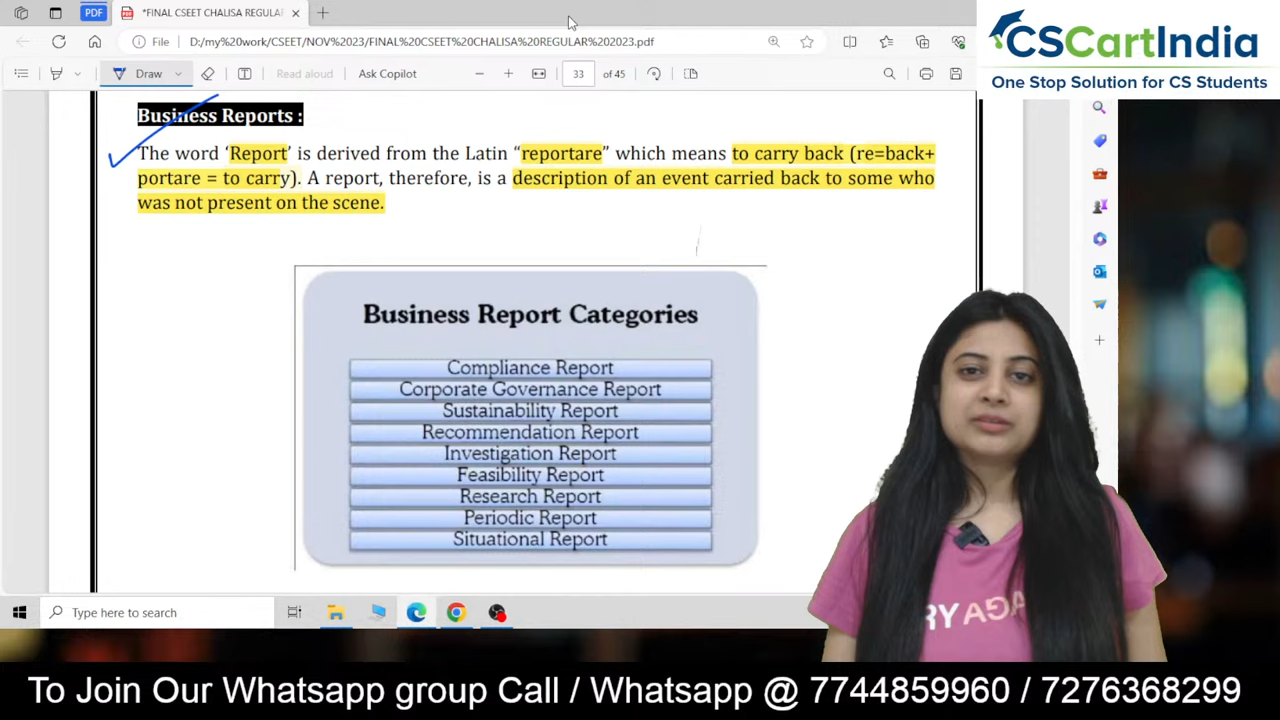 *FINAL CSEET CHALISA REGULAR
PDF
CSCartIndia
One Stop Solution for CS Students
File D:/my%20work/CSEET/NOV%2023/FINAL%20CSEET%20CHALISA%20REGULAR%202023.pdf
Draw Read aloud Ask Copilot 33 of 45
Business Reports :
The word ‘Report’ is derived from the Latin “reportare” which means to carry back (re=back+
portare = to carry). A report, therefore, is a description of an event carried back to some who
was not present on the scene.
Business Report Categories
Compliance Report
Corporate Governance Report
Sustainability Report
Recommendation Report
Investigation Report
Feasibility Report
Research Report
Periodic Report
Situational Report
Type here to search
To Join Our Whatsapp group Call / Whatsapp @ 7744859960 / 7276368299